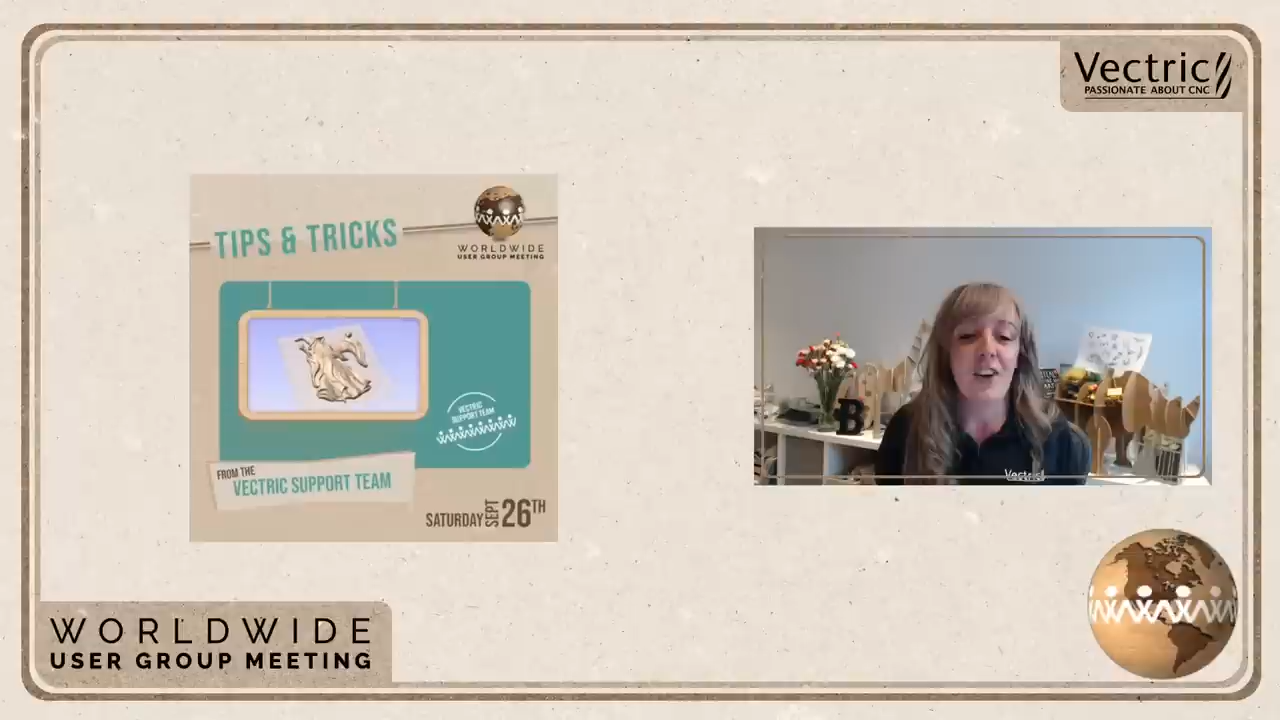 Vectric
PASSIONATE ABOUT CNC
TIPS & TRICKS
WORLDWIDE
USER GROUP MEETING
VECTRIC
SUPPORT TEAM
FROM THE
VECTRIC SUPPORT TEAM
SATURDAY SEPT 26TH
B
Vectric
WORLDWIDE
USER GROUP MEETING